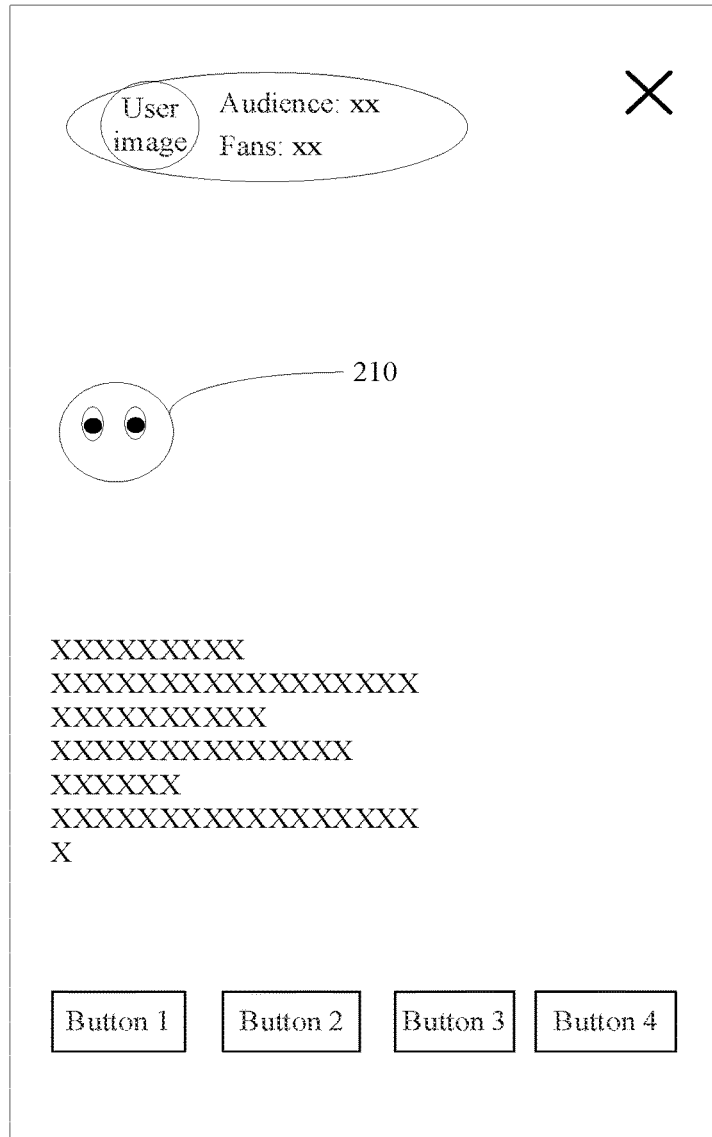 User image
Audience: xx
Fans: xx
210
XXXXXXXXX
XXXXXXXXXXXXXXXXX
XXXXXXXXXX
XXXXXXXXXXXXXX
XXXXXX
XXXXXXXXXXXXXXXXX
X
Button 1 Button 2 Button 3 Button 4